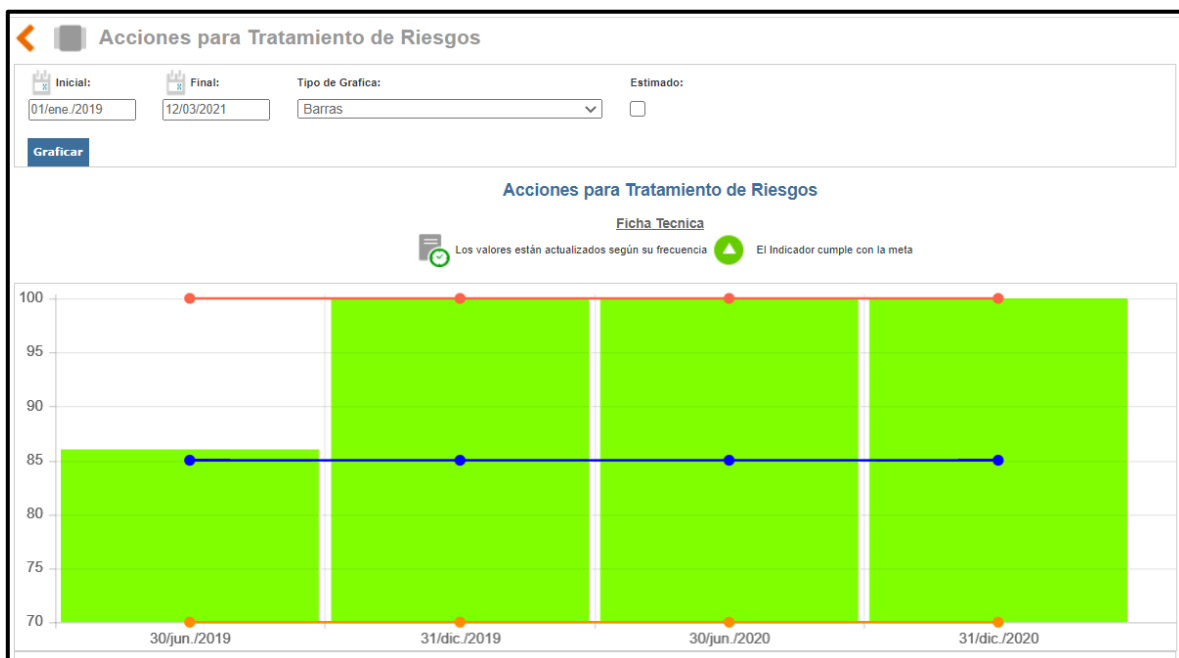 Acciones para Tratamiento de Riesgos
Inicial: Final: Tipo de Grafica: Estimado:
01/ene./2019 12/03/2021 Barras
Graficar
Acciones para Tratamiento de Riesgos
Ficha Tecnica
Los valores están actualizados según su frecuencia El Indicador cumple con la meta
100
95
90
85
80
75
70
30/jun./2019 31/dic./2019 30/jun./2020 31/dic./2020